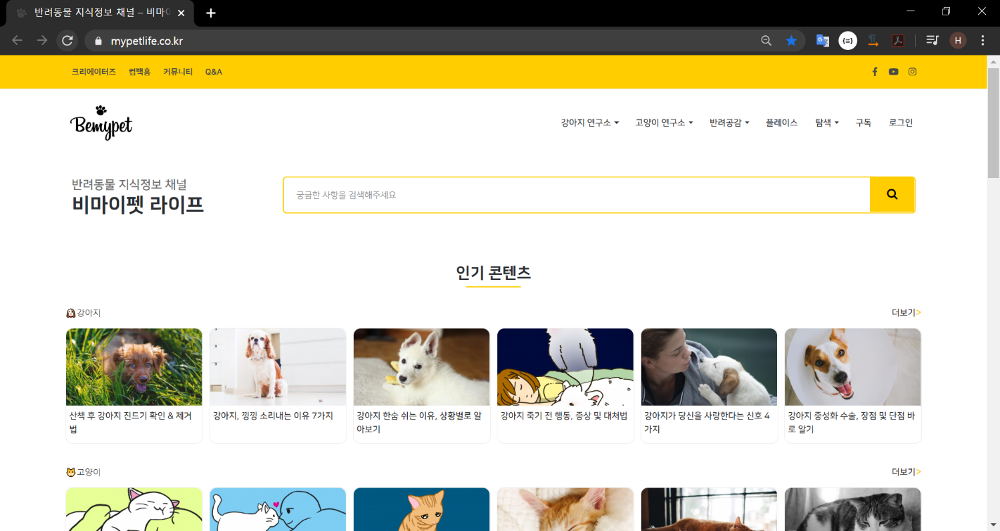 반려동물 지식정보 채널 – 비마이
mypetlife.co.kr
H
크리에이터즈 컴백홈 커뮤니티 Q&A
Bemypet
강아지 연구소 고양이 연구소 반려공감 플레이스 탐색 구독 로그인
반려동물 지식정보 채널
비마이펫 라이프
궁금한 사항을 검색해주세요
인기 콘텐츠
강아지 더보기>
산책 후 강아지 진드기 확인 & 제거
법
강아지, 낑낑 소리내는 이유 7가지
강아지 한숨 쉬는 이유, 상황별로 알
아보기
강아지 죽기 전 행동, 증상 및 대처법
강아지가 당신을 사랑한다는 신호 4
가지
강아지 중성화 수술, 장점 및 단점 바
로 알기
고양이 더보기>